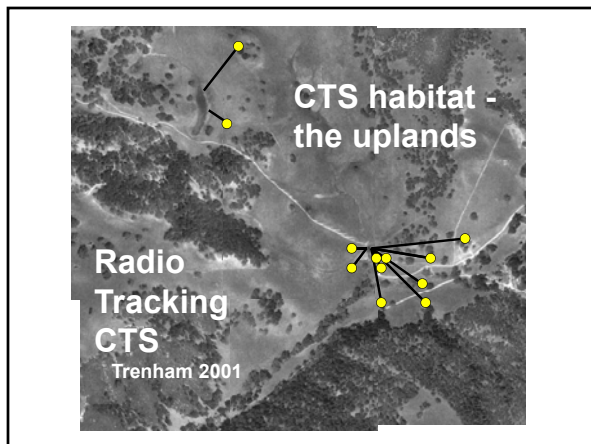 CTS habitat -
the uplands
Radio
Tracking
CTS
Trenham 2001